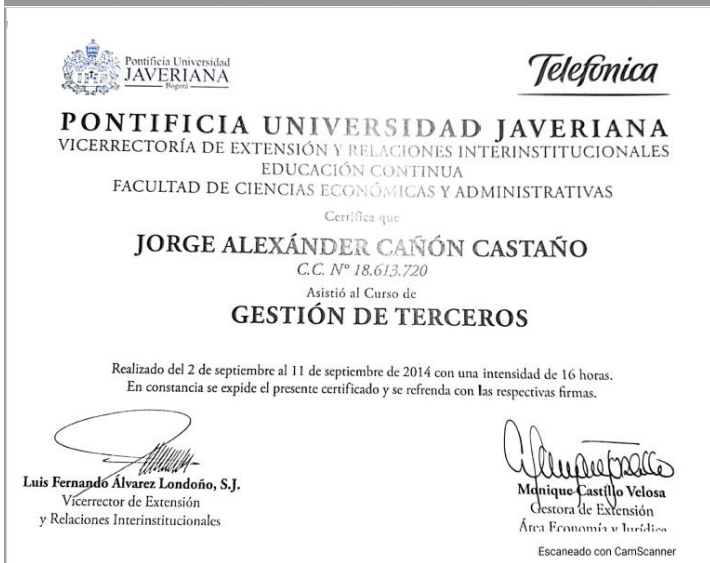 Pontificia Universidad
JAVERIANA
Bogotá
Telefónica
PONTIFICIA UNIVERSIDAD JAVERIANA
VICERRECTORÍA DE EXTENSIÓN Y RELACIONES INTERINSTITUCIONALES
EDUCACIÓN CONTINUA
FACULTAD DE CIENCIAS ECONÓMICAS Y ADMINISTRATIVAS
Certifica que
JORGE ALEXÁNDER CAÑÓN CASTAÑO
C.C. Nº 18.613.720
Asistió al Curso de
GESTIÓN DE TERCEROS
Realizado del 2 de septiembre al 11 de septiembre de 2014 con una intensidad de 16 horas.
En constancia se expide el presente certificado y se refrenda con las respectivas firmas.
Luis Fernando Álvarez Londoño, S.J.
Vicerrector de Extensión
y Relaciones Interinstitucionales
Monique Castillo Velosa
Gestora de Extensión
Área Economía y Jurídica
Escaneado con CamScanner